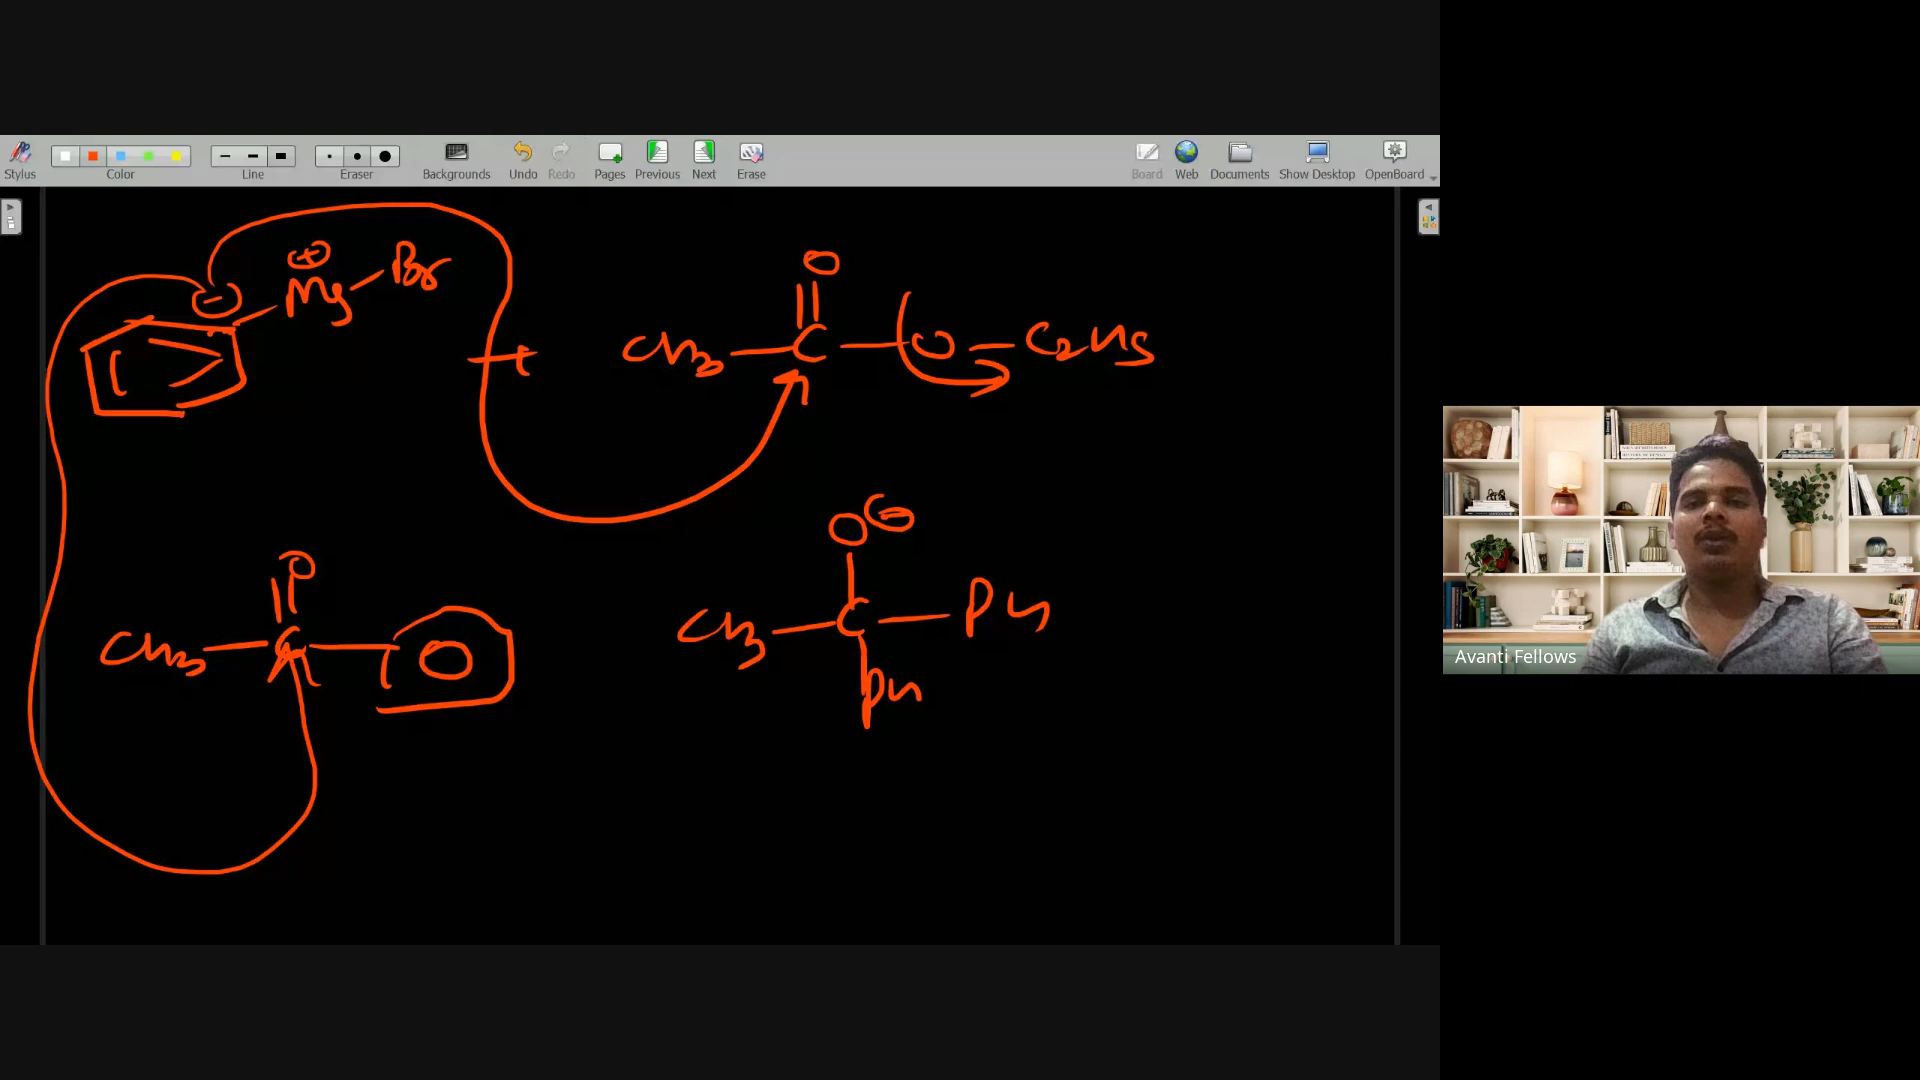 Stylus Color Line Eraser Backgrounds Undo Redo Pages Previous Next Erase Board Web Documents Show Desktop OpenBoard
⊕
⊖ Mg Br
O
+ CH3 C O C2H5
O ⊖
O
CH3 C Ph
CH3 C O
Ph
Avanti Fellows